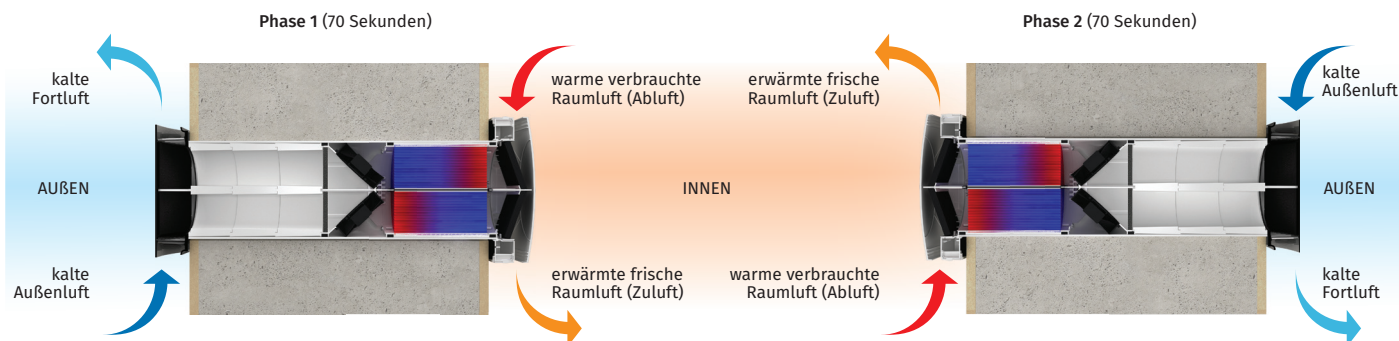 Phase 1 (70 Sekunden)
Phase 2 (70 Sekunden)
kalte
Fortluft
warme verbrauchte
Raumluft (Abluft)
erwärmte frische
Raumluft (Zuluft)
kalte
Außenluft
AUẞEN
INNEN
AUẞEN
kalte
Außenluft
erwärmte frische
Raumluft (Zuluft)
warme verbrauchte
Raumluft (Abluft)
kalte
Fortluft